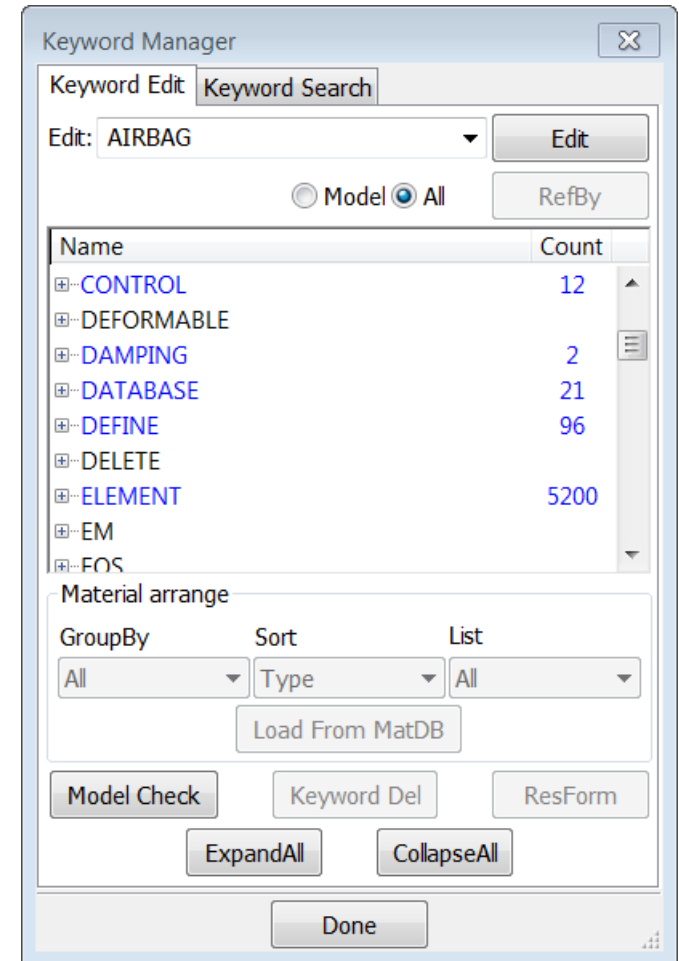 Keyword Manager
Keyword Edit Keyword Search
Edit: AIRBAG Edit
Model All RefBy
Name Count
CONTROL 12
DEFORMABLE
DAMPING 2
DATABASE 21
DEFINE 96
DELETE
ELEMENT 5200
EM
EOS
Material arrange
GroupBy Sort List
All Type All
Load From MatDB
Model Check Keyword Del ResForm
ExpandAll CollapseAll
Done